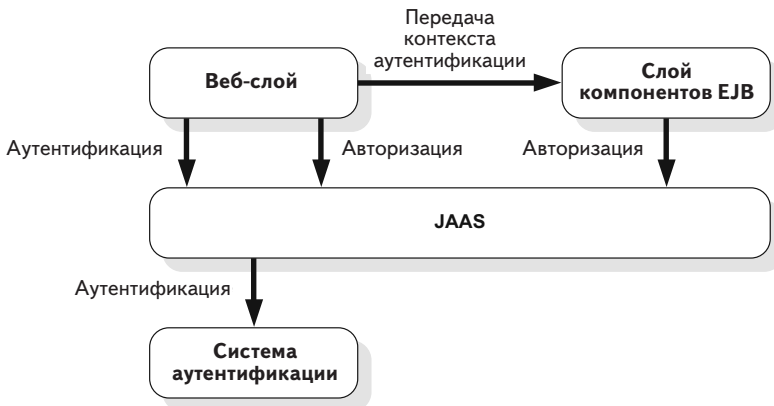 Передача
контекста
аутентификации
Веб-слой
Слой
компонентов EJB
Аутентификация
Авторизация
Авторизация
JAAS
Аутентификация
Система
аутентификации